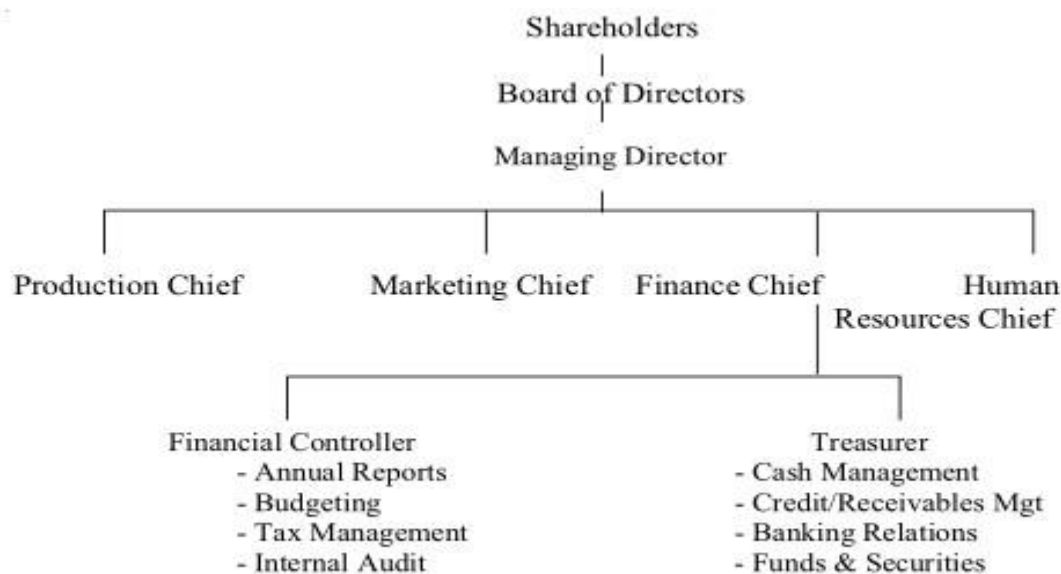 Shareholders
Board of Directors
Managing Director
Production Chief Marketing Chief Finance Chief Human
Resources Chief
Financial Controller Treasurer
- Annual Reports - Cash Management
- Budgeting - Credit/Receivables Mgt
- Tax Management - Banking Relations
- Internal Audit - Funds & Securities